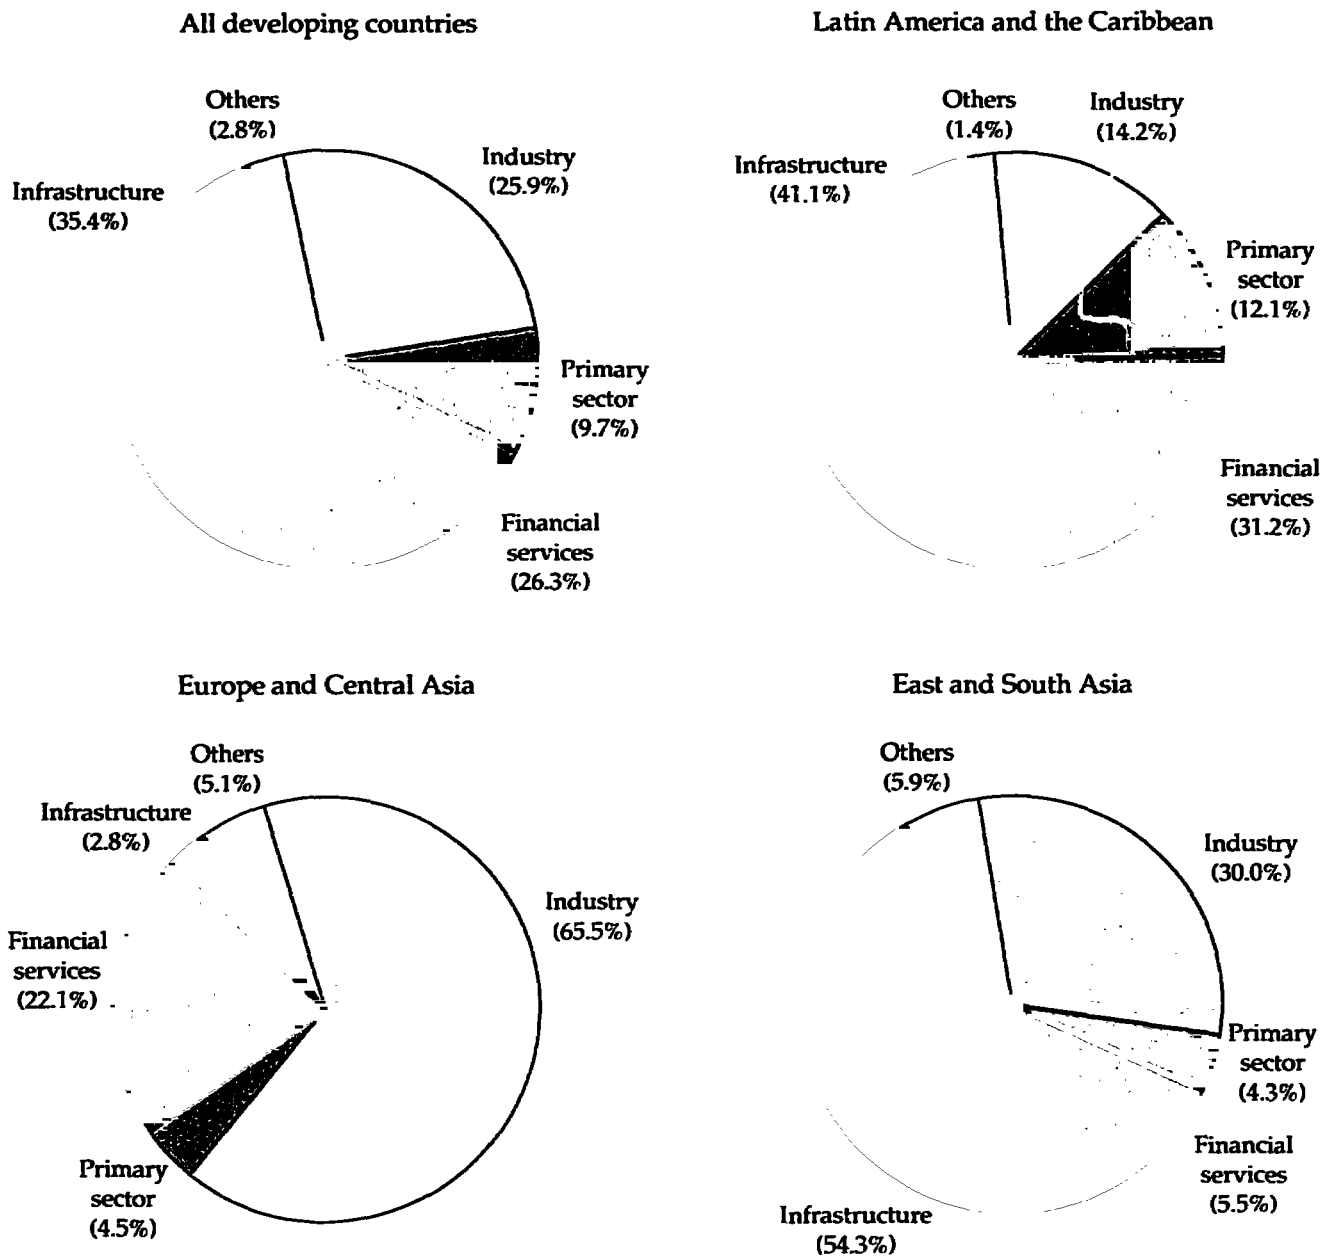 All developing countries
Others
(2.8%)
Industry
(25.9%)
Infrastructure
(35.4%)
Primary
sector
(9.7%)
Financial
services
(26.3%)
Latin America and the Caribbean
Others
(1.4%)
Industry
(14.2%)
Infrastructure
(41.1%)
Primary
sector
(12.1%)
Financial
services
(31.2%)
Europe and Central Asia
Others
(5.1%)
Infrastructure
(2.8%)
Industry
(65.5%)
Financial
services
(22.1%)
Primary
sector
(4.5%)
East and South Asia
Others
(5.9%)
Industry
(30.0%)
Primary
sector
(4.3%)
Financial
services
(5.5%)
Infrastructure
(54.3%)